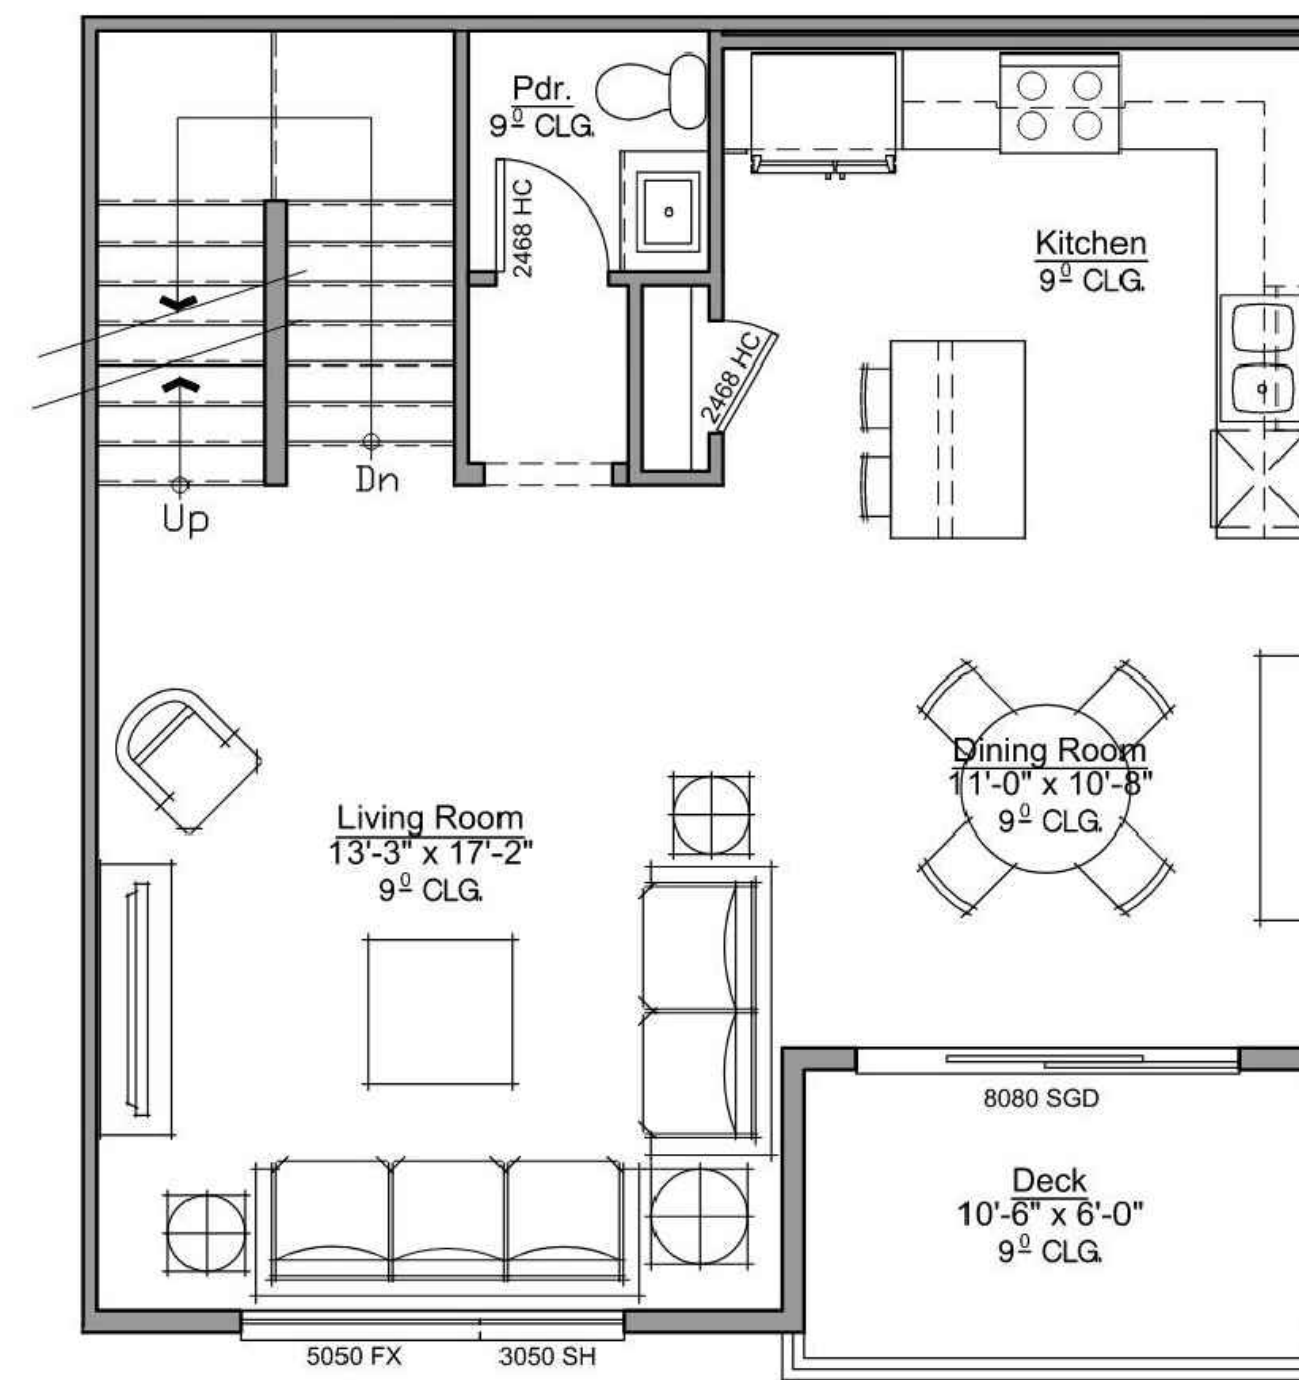 Pdr.
9⁰ CLG.
2468 HC
Kitchen
9⁰ CLG.
2468 HC
Dn
Up
Dining Room
11'-0" x 10'-8"
9⁰ CLG.
Living Room
13'-3" x 17'-2"
9⁰ CLG.
8080 SGD
Deck
10'-6" x 6'-0"
9⁰ CLG.
5050 FX
3050 SH